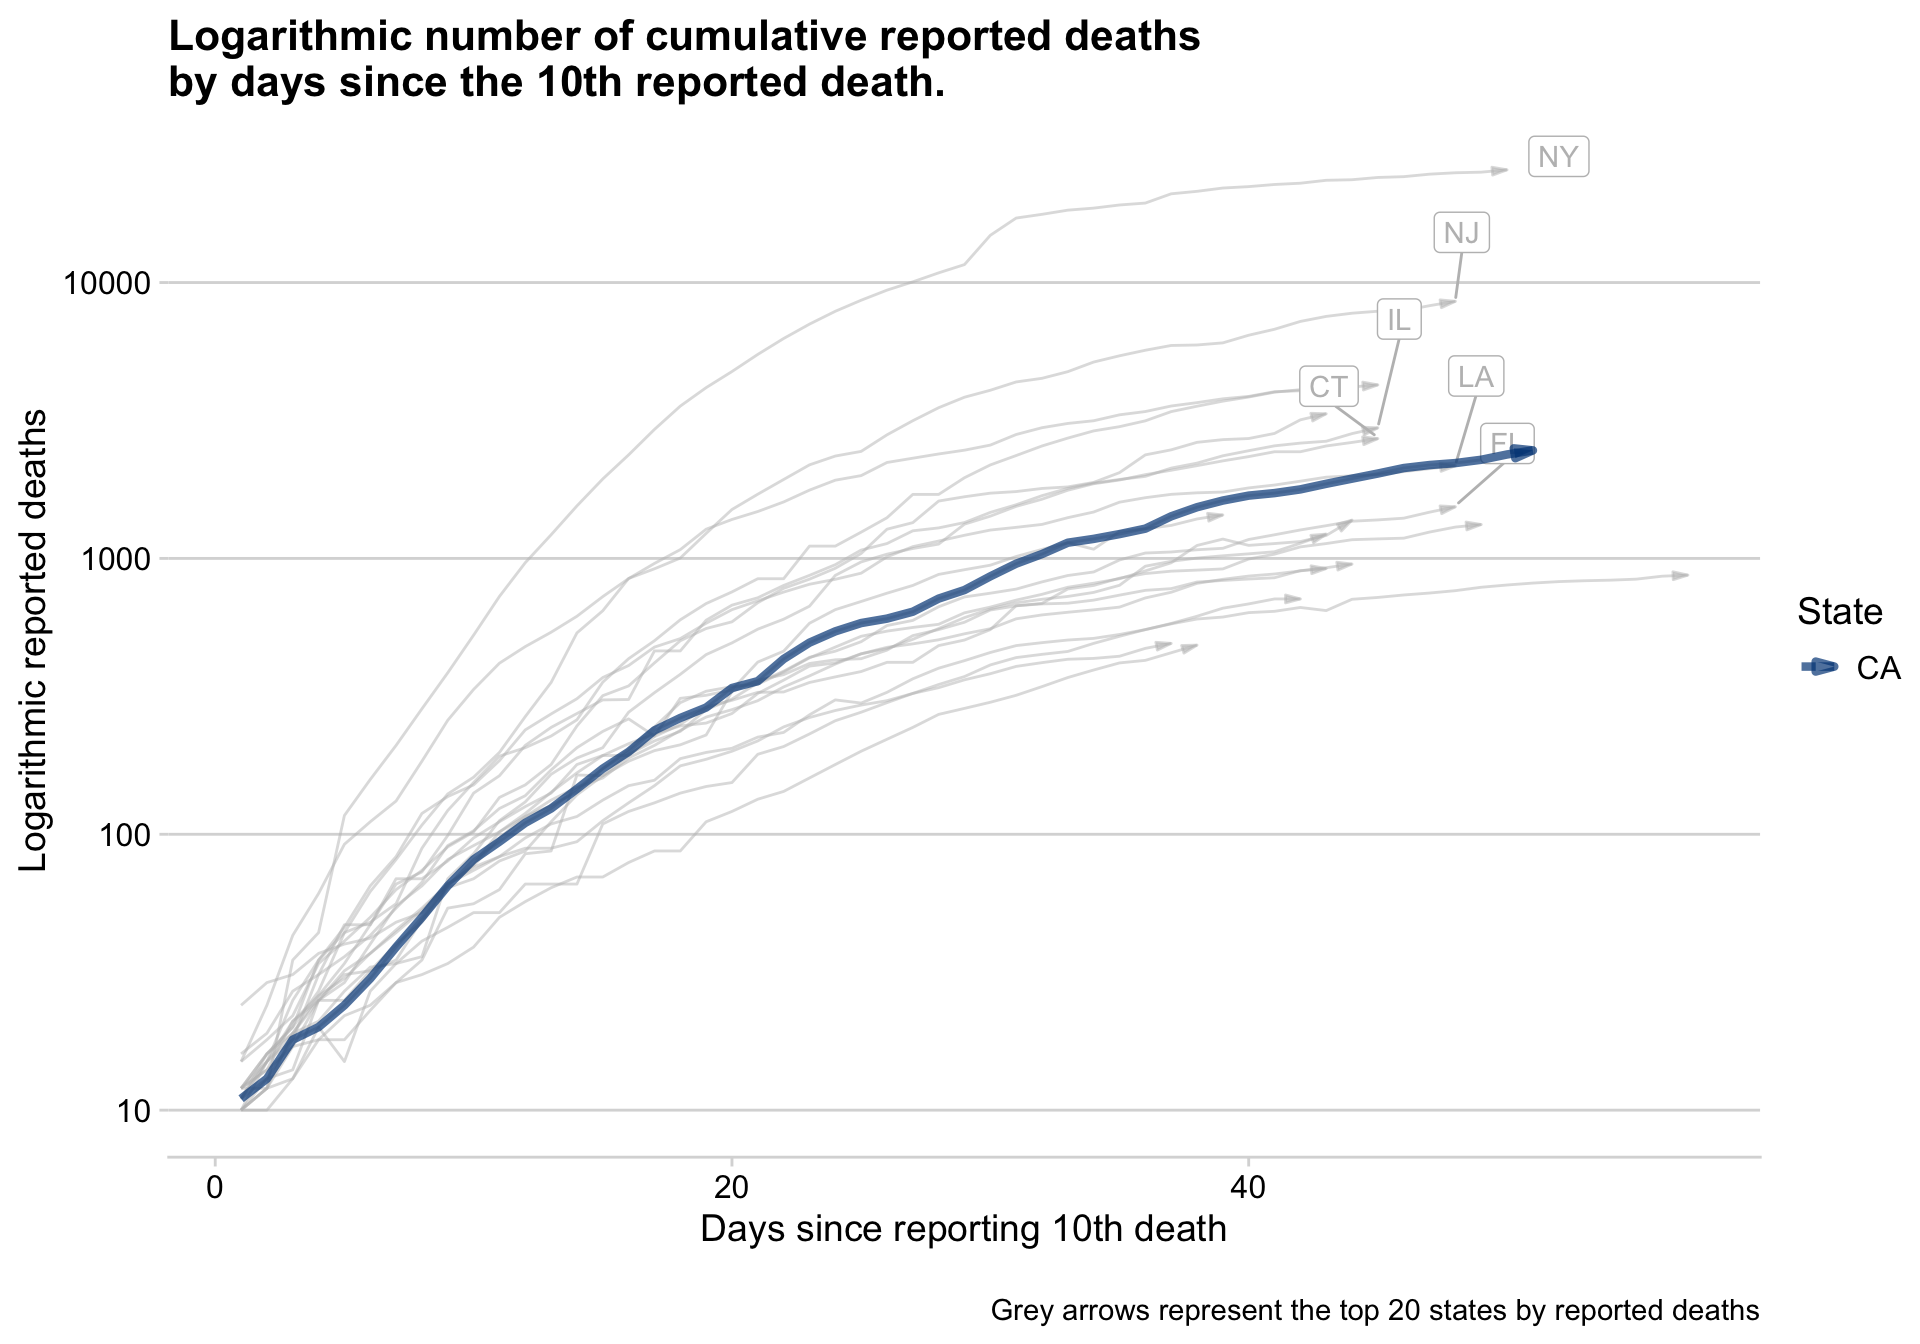 Logarithmic number of cumulative reported deaths
by days since the 10th reported death.
NY
NJ
10000
IL
LA
CT
FL
Logarithmic reported deaths
1000
State
CA
100
10
0
20
40
Days since reporting 10th death
Grey arrows represent the top 20 states by reported deaths